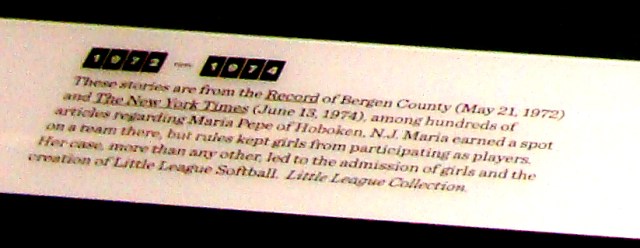 1972 — 1974
These stories are from the Record of Bergen County (May 21, 1972)
and The New York Times (June 13, 1974), among hundreds of
articles regarding Maria Pepe of Hoboken, N.J. Maria earned a spot
on a team there, but rules kept girls from participating as players.
Her case, more than any other, led to the admission of girls and the
creation of Little League Softball. Little League Collection.